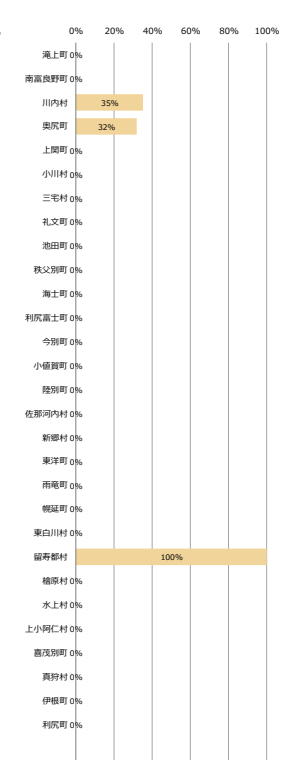 0% 20% 40% 60% 80% 100%
滝上町 0%
南富良野町 0%
川内村 35%
奥尻町 32%
上関町 0%
小川村 0%
三宅村 0%
礼文町 0%
池田町 0%
秩父別町 0%
海士町 0%
利尻富士町 0%
今別町 0%
小値賀町 0%
陸別町 0%
佐那河内村 0%
新郷村 0%
東洋町 0%
雨竜町 0%
幌延町 0%
東白川村 0%
留寿都村 100%
檜原村 0%
水上村 0%
上小阿仁村 0%
喜茂別町 0%
真狩村 0%
伊根町 0%
利尻町 0%